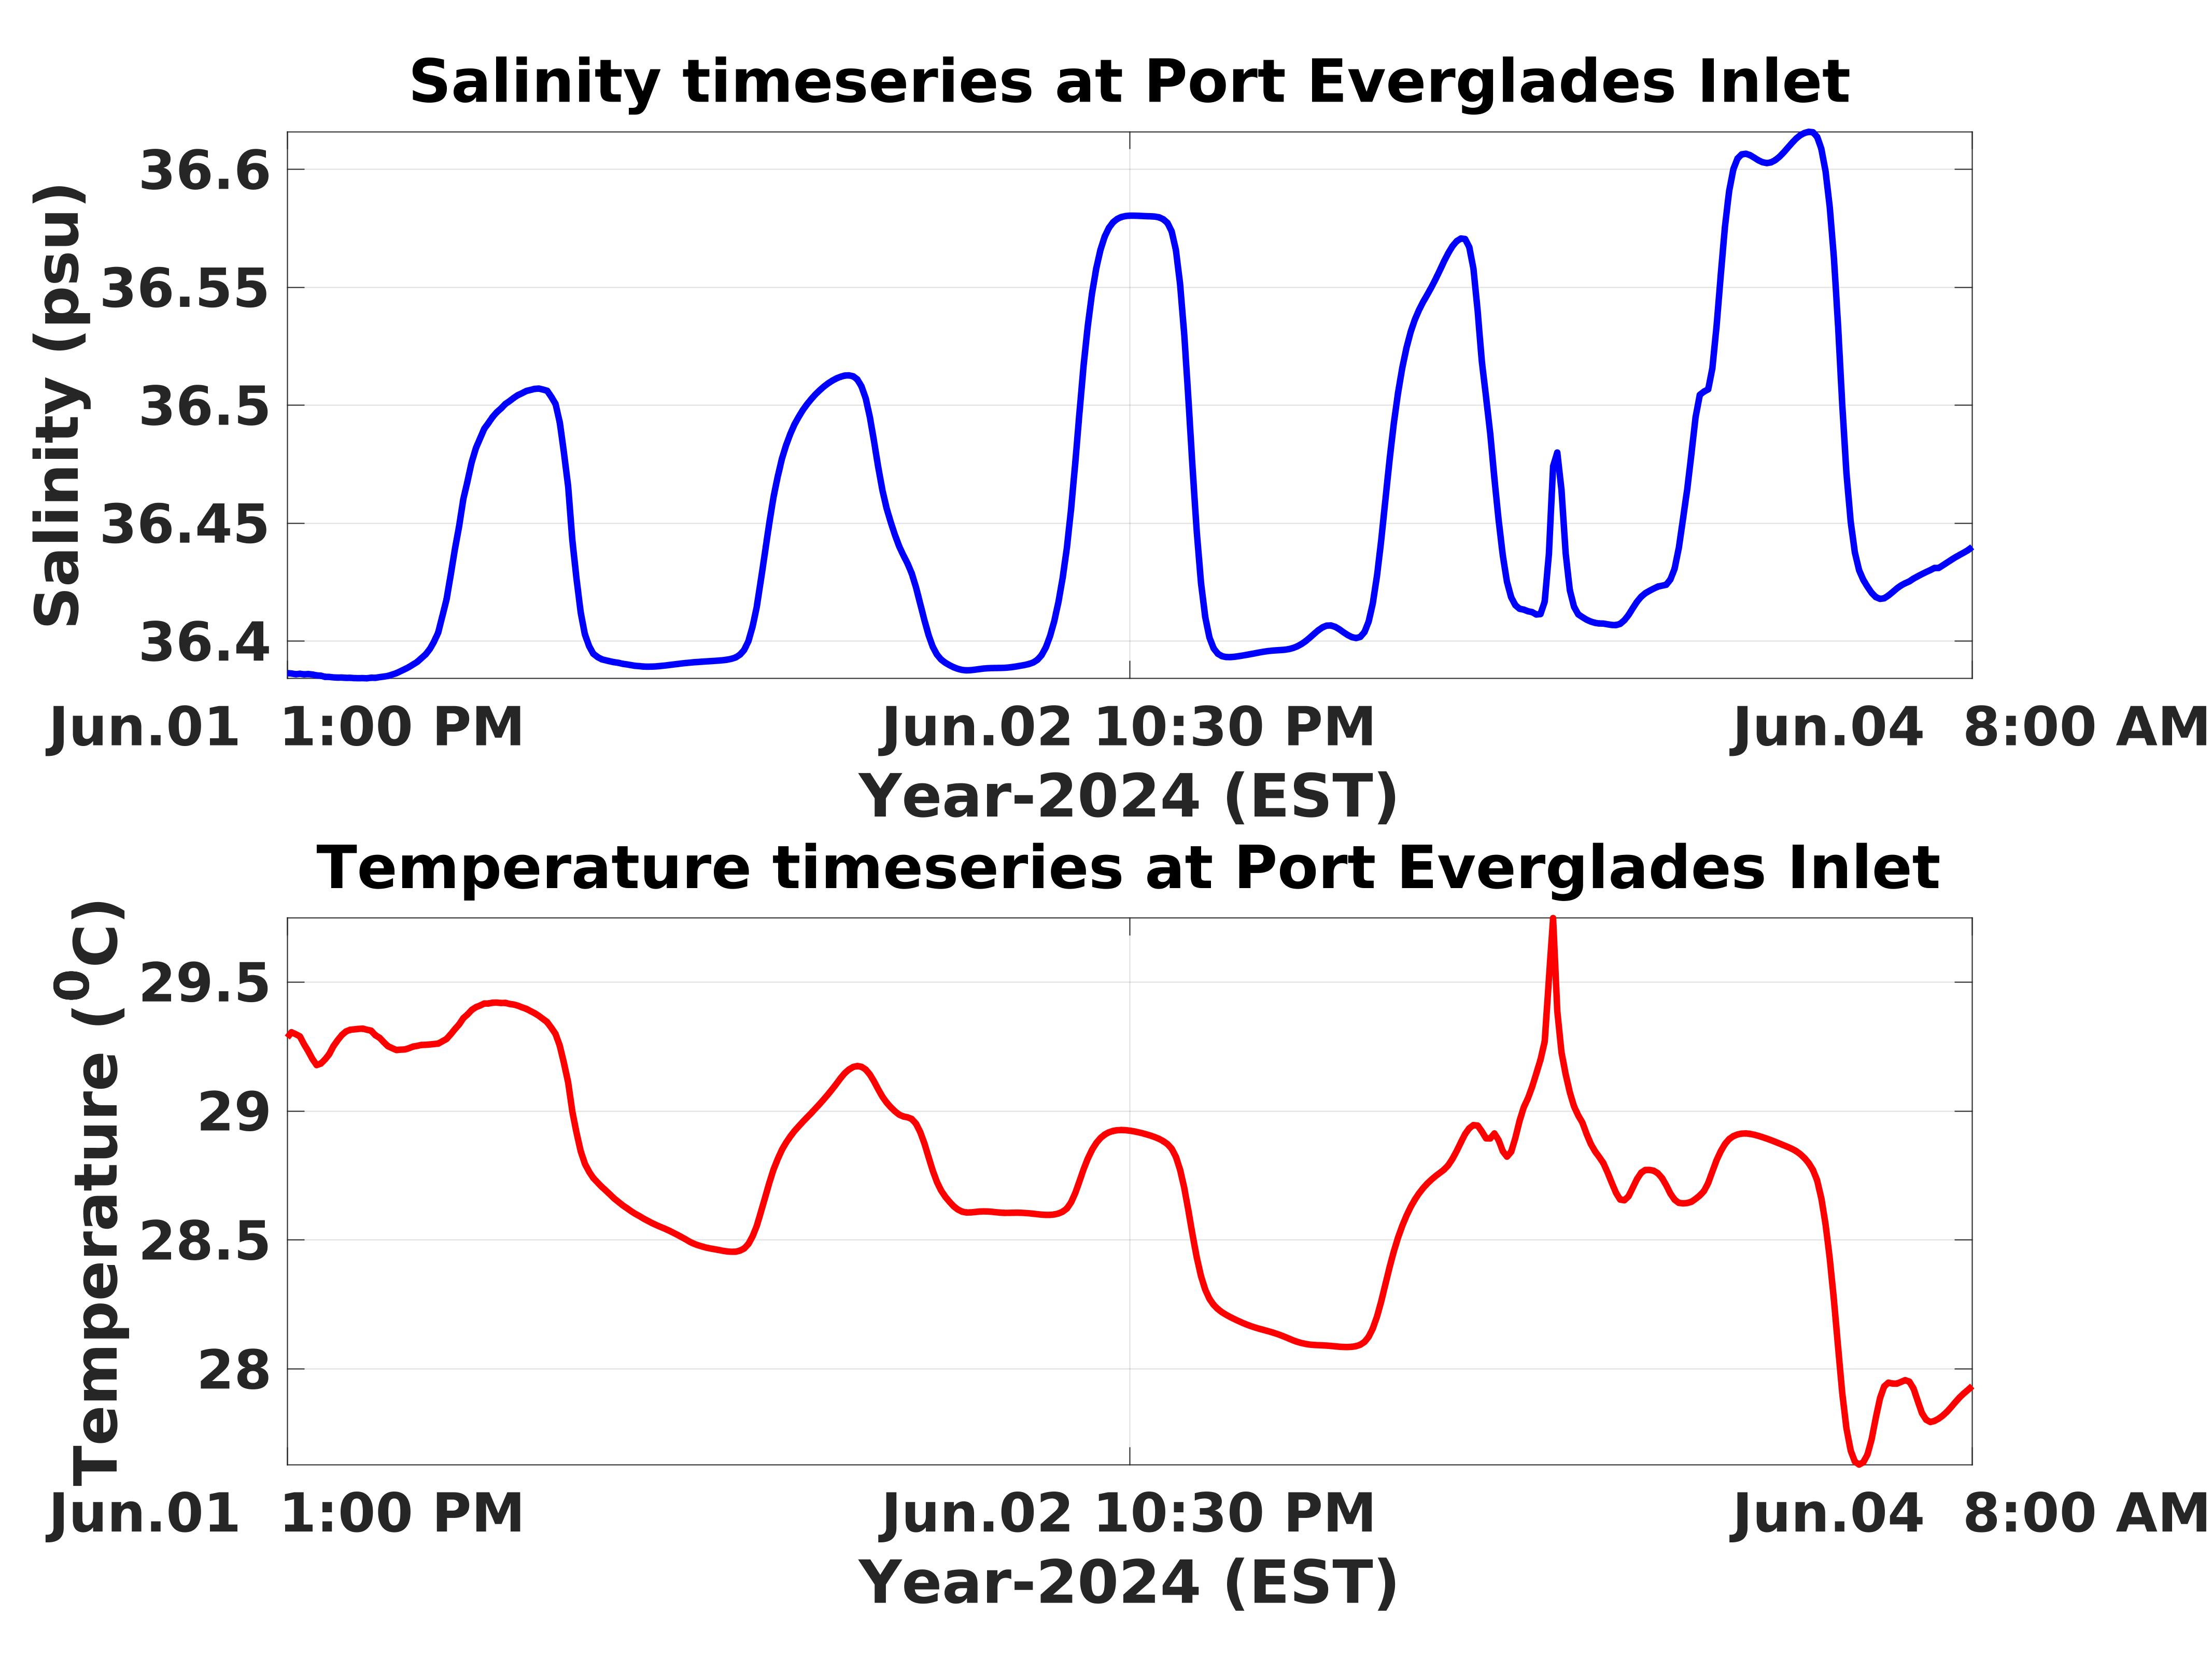 Salinity timeseries at Port Everglades Inlet
Salinity (psu)
36.6
36.55
36.5
36.45
36.4
Jun.01  1:00 PM
Jun.02 10:30 PM
Jun.04  8:00 AM
Year-2024 (EST)
Temperature timeseries at Port Everglades Inlet
Temperature (⁰C)
29.5
29
28.5
28
Jun.01  1:00 PM
Jun.02 10:30 PM
Jun.04  8:00 AM
Year-2024 (EST)